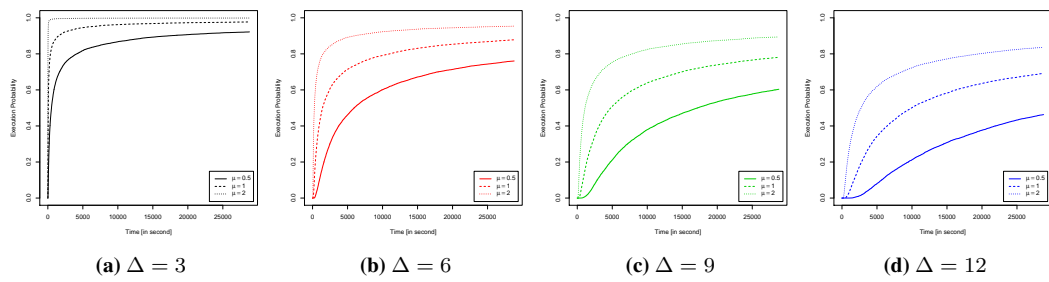 Execution Probability
0.0 0.2 0.4 0.6 0.8 1.0
0 5000 10000 15000 20000 25000
Time [in second]
μ = 0.5
μ = 1
μ = 2
(a) Δ = 3
Execution Probability
0.0 0.2 0.4 0.6 0.8 1.0
0 5000 10000 15000 20000 25000
Time [in second]
μ = 0.5
μ = 1
μ = 2
(b) Δ = 6
Execution Probability
0.0 0.2 0.4 0.6 0.8 1.0
0 5000 10000 15000 20000 25000
Time [in second]
μ = 0.5
μ = 1
μ = 2
(c) Δ = 9
Execution Probability
0.0 0.2 0.4 0.6 0.8 1.0
0 5000 10000 15000 20000 25000
Time [in second]
μ = 0.5
μ = 1
μ = 2
(d) Δ = 12